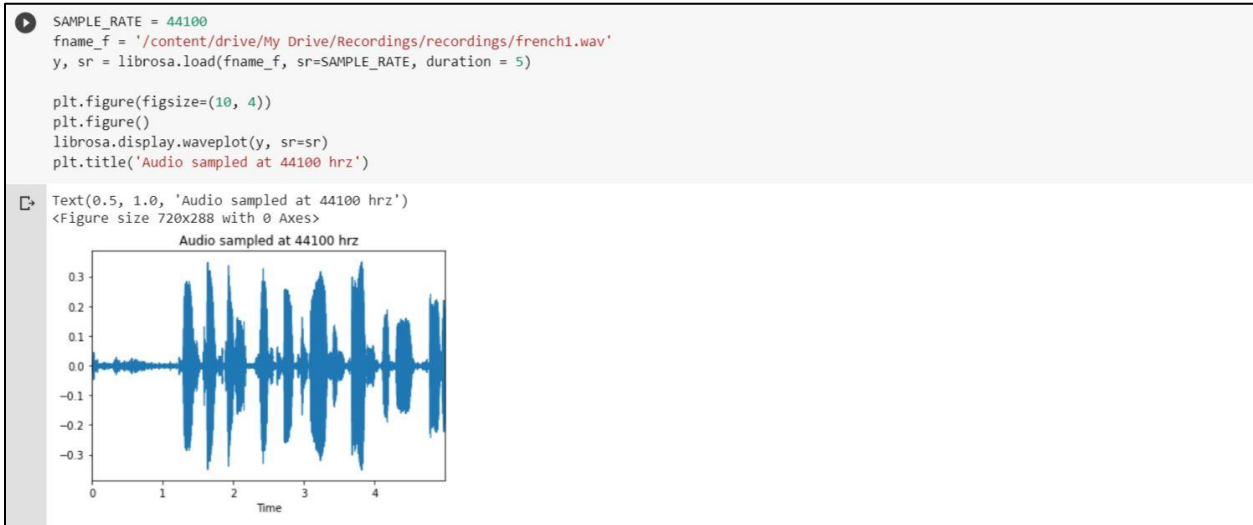 SAMPLE_RATE = 44100
fname_f = '/content/drive/My Drive/Recordings/recordings/french1.wav'
y, sr = librosa.load(fname_f, sr=SAMPLE_RATE, duration = 5)
plt.figure(figsize=(10, 4))
plt.figure()
librosa.display.waveplot(y, sr=sr)
plt.title('Audio sampled at 44100 hrz')
Text(0.5, 1.0, 'Audio sampled at 44100 hrz')
<Figure size 720x288 with 0 Axes>
Audio sampled at 44100 hrz
0.3
0.2
0.1
0.0
−0.1
−0.2
−0.3
0 1 2 3 4
Time